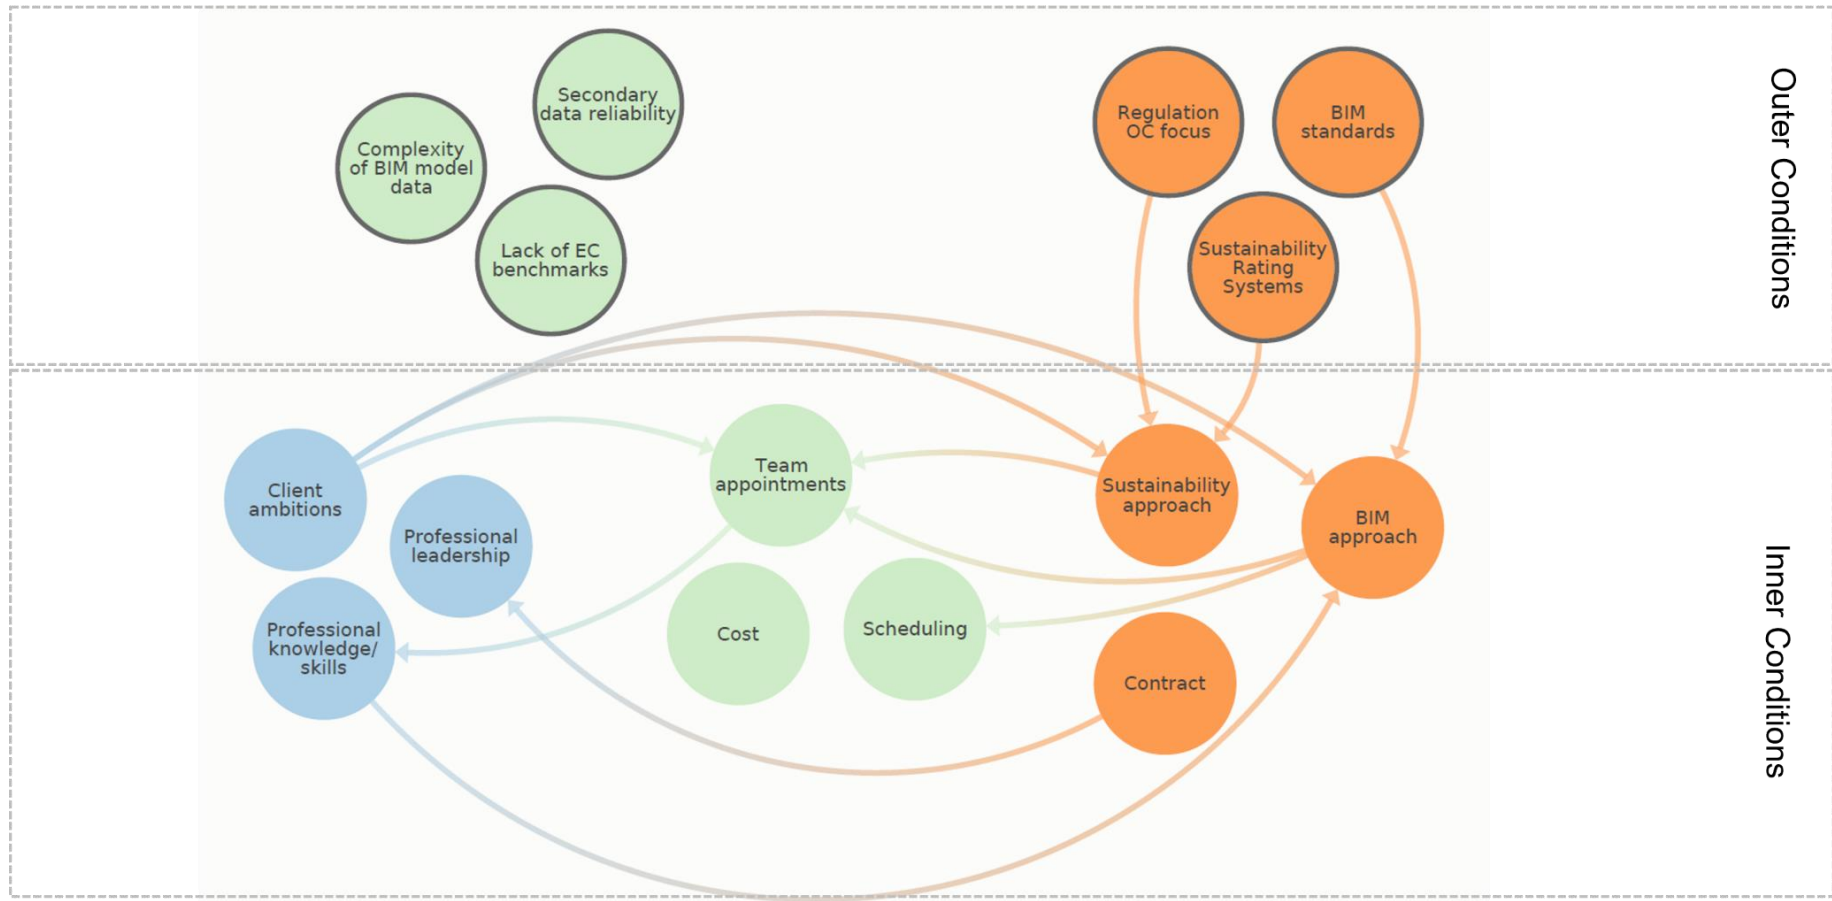 Secondary
data reliability
Complexity
of BIM model
data
Lack of EC
benchmarks
Regulation
OC focus
BIM
standards
Sustainability
Rating
Systems
Outer Conditions
Client
ambitions
Professional
leadership
Professional
knowledge/
skills
Team
appointments
Cost
Scheduling
Sustainability
approach
BIM
approach
Contract
Inner Conditions